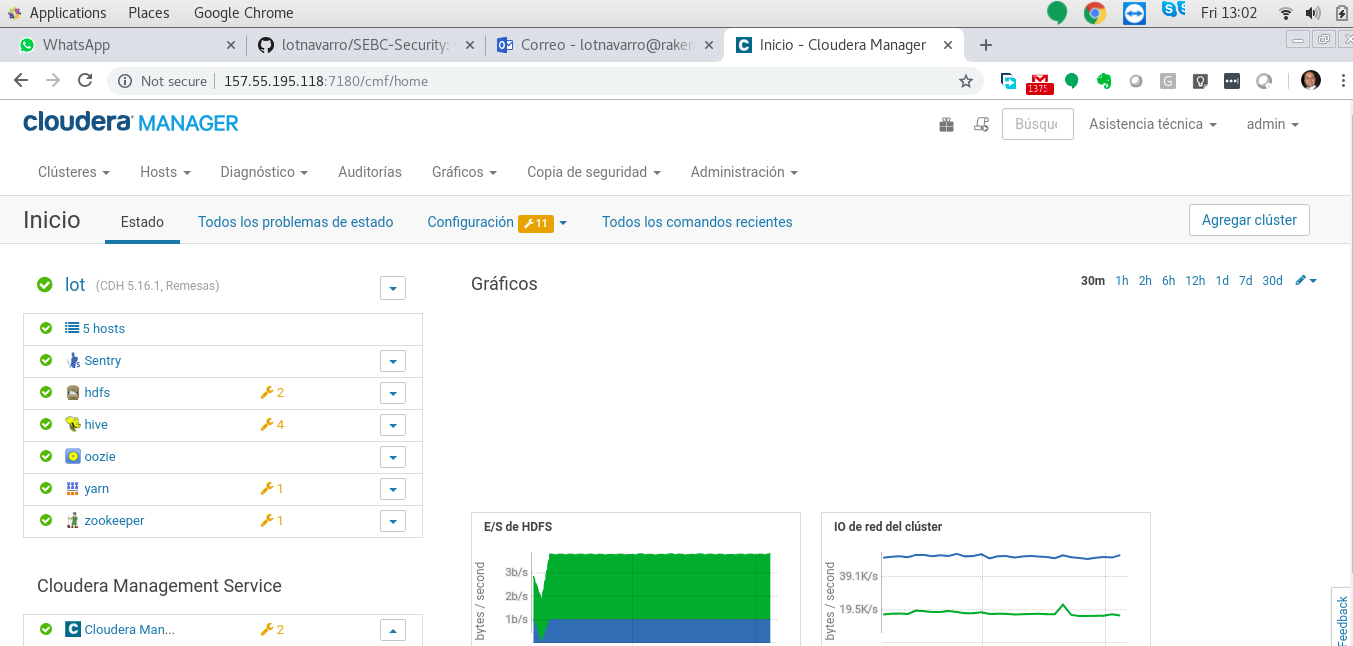 Applications Places Google Chrome Fri 13:02
WhatsApp lotnavarro/SEBC-Security: Correo - lotnavarro@raken Inicio - Cloudera Manager
Not secure 157.55.195.118:7180/cmf/home 1375
cloudera MANAGER Búsque Asistencia técnica admin
Clústeres Hosts Diagnóstico Auditorías Gráficos Copia de seguridad Administración
Inicio Estado Todos los problemas de estado Configuración 11 Todos los comandos recientes Agregar clúster
lot (CDH 5.16.1, Remesas)
5 hosts
Sentry
hdfs 2
hive 4
oozie
yarn 1
zookeeper 1
Cloudera Management Service
Cloudera Man... 2
Gráficos 30m 1h 2h 6h 12h 1d 7d 30d
E/S de HDFS
bytes / second
3b/s
2b/s
1b/s
IO de red del clúster
bytes / second
39.1K/s
19.5K/s
Feedback